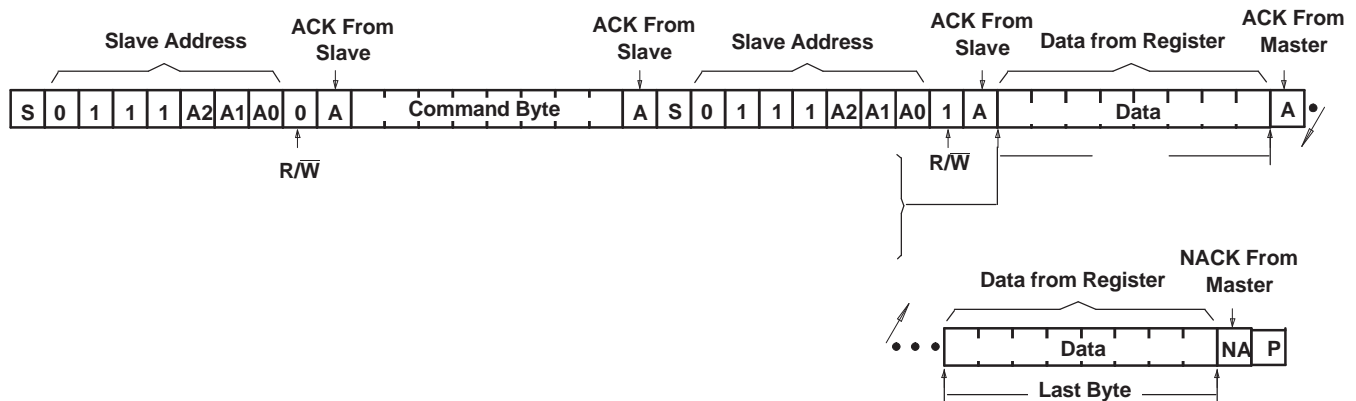 Slave Address
ACK From
Slave
ACK From
Slave
Slave Address
ACK From
Slave
Data from Register
ACK From
Master
S 0 1 1 1 A2 A1 A0 0 A Command Byte A S 0 1 1 1 A2 A1 A0 1 A Data A
R/W̅
R/W̅
Data from Register
NACK From
Master
Data NA P
Last Byte